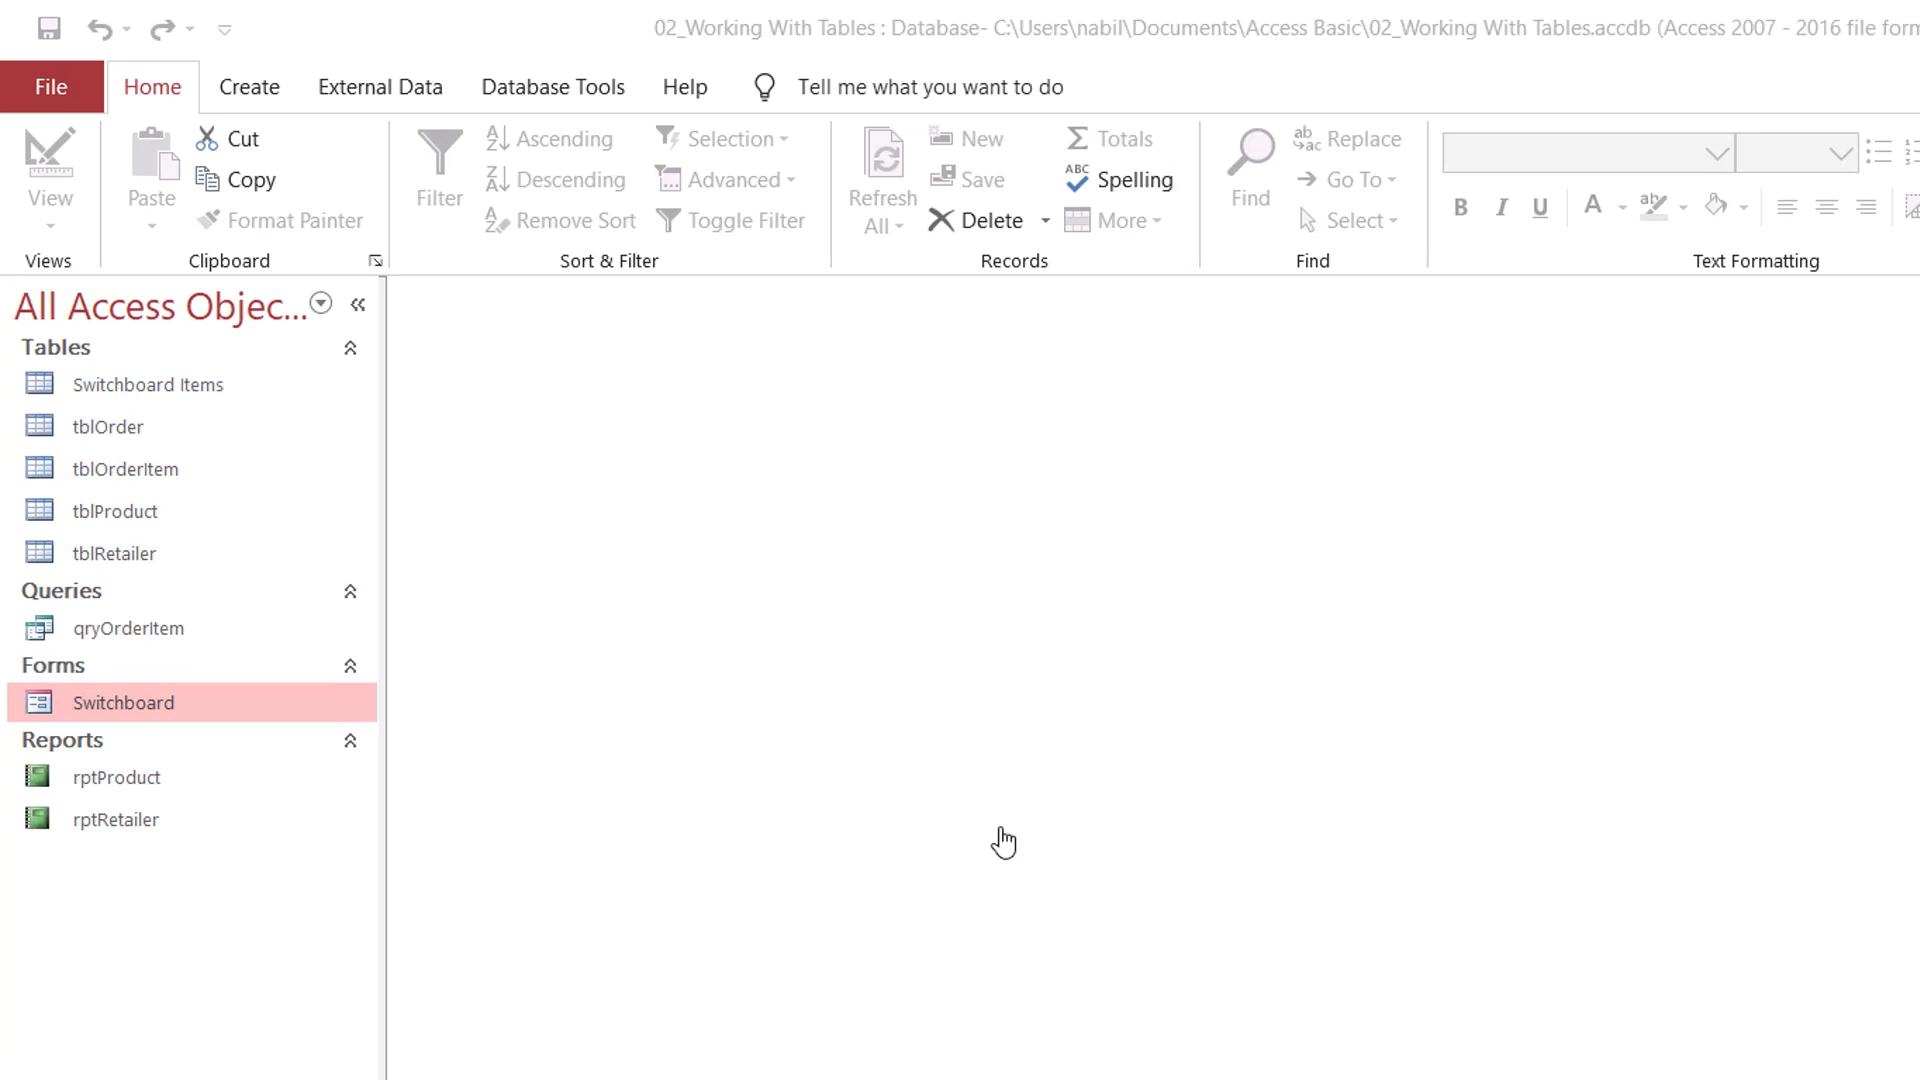 02_Working With Tables : Database- C:\Users\nabil\Documents\Access Basic\02_Working With Tables.accdb (Access 2007 - 2016 file form
File Home Create External Data Database Tools Help Tell me what you want to do
View
Views
Paste
Cut
Copy
Format Painter
Clipboard
Filter
Ascending
Descending
Remove Sort
Selection
Advanced
Toggle Filter
Sort & Filter
Refresh
All
New
Save
Delete
Totals
Spelling
More
Records
Find
Replace
Go To
Select
Find
B I U A
Text Formatting
All Access Objec...
Tables
Switchboard Items
tblOrder
tblOrderItem
tblProduct
tblRetailer
Queries
qryOrderItem
Forms
Switchboard
Reports
rptProduct
rptRetailer